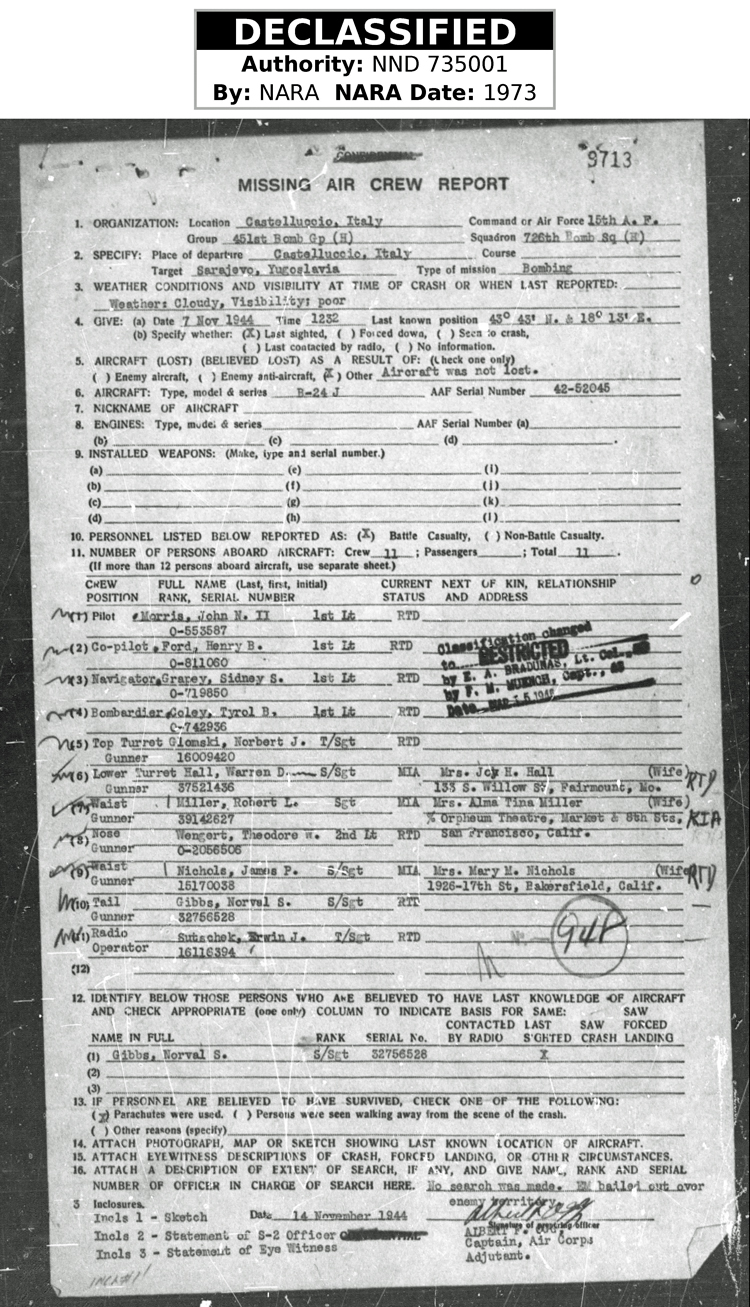 DECLASSIFIED
Authority: NND 735001
By: NARA NARA Date: 1973
CONFIDENTIAL
9713
MISSING AIR CREW REPORT
1. ORGANIZATION: Location Castelluccio, Italy Command or Air Force 15th A. F.
Group 451st Bomb Gp (H) Squadron 726th Bomb Sq (H)
2. SPECIFY: Place of departure Castelluccio, Italy Course
Target Sarajevo, Yugoslavia Type of mission Bombing
3. WEATHER CONDITIONS AND VISIBILITY AT TIME OF CRASH OR WHEN LAST REPORTED:
Weather: Cloudy, Visibility: poor
4. GIVE: (a) Date 7 Nov 1944 Time 1232 Last known position 43° 43' N. & 18° 13' E.
(b) Specify whether: (X) Last sighted, ( ) Forced down, ( ) Seen to crash,
( ) Last contacted by radio, ( ) No information.
5. AIRCRAFT (LOST) (BELIEVED LOST) AS A RESULT OF: (Check one only)
( ) Enemy aircraft, ( ) Enemy anti-aircraft, (X) Other Aircraft was not lost.
6. AIRCRAFT: Type, model & series B-24 J AAF Serial Number 42-52045
7. NICKNAME OF AIRCRAFT
8. ENGINES: Type, model & series AAF Serial Number (a)
(b) (c) (d)
9. INSTALLED WEAPONS: (Make, type and serial number.)
(a) (e) (i)
(b) (f) (j)
(c) (g) (k)
(d) (h) (l)
10. PERSONNEL LISTED BELOW REPORTED AS: (X) Battle Casualty, ( ) Non-Battle Casualty.
11. NUMBER OF PERSONS ABOARD AIRCRAFT: Crew 11 ; Passengers ; Total 11 .
(If more than 12 persons aboard aircraft, use separate sheet.)
CREW FULL NAME (Last, first, initial) CURRENT NEXT OF KIN, RELATIONSHIP
POSITION RANK, SERIAL NUMBER STATUS AND ADDRESS
(1) Pilot Morris, John N. II 1st Lt RTD
0-553587
(2) Co-pilot Ford, Henry B. 1st Lt RTD
0-811060
(3) Navigator Grapey, Sidney S. 1st Lt RTD
0-719850
Classification changed
to RESTRICTED
by E. A. BRADUNAS, Lt. Col.,
by F. M. Capt.,
Date MAR 15 1946
(4) Bombardier Coley, Tyrol B. 1st Lt RTD
0-742936
(5) Top Turret Glomski, Norbert J. T/Sgt RTD
Gunner 16009420
(6) Lower Turret Hall, Warren D. S/Sgt MIA Mrs. Joy H. Hall (Wife) RTD
Gunner 37521436 133 S. Willow St, Fairmount, Mo.
(7) Waist Miller, Robert L. Sgt MIA Mrs. Alma Tina Miller (Wife)
Gunner 39142627 % Orpheum Theatre, Market & 8th Sts, KIA
(8) Nose Wengert, Theodore W. 2nd Lt RTD San Francisco, Calif.
Gunner 0-2056506
(9) Waist Nichols, James P. S/Sgt MIA Mrs. Mary M. Nichols (Wife) RTD
Gunner 15170038 1926-17th St, Bakersfield, Calif.
(10) Tail Gibbs, Norval S. S/Sgt RTD
Gunner 32756528
(11) Radio Sutschek, Erwin J. T/Sgt RTD
Operator 16116394
948
(12)
12. IDENTIFY BELOW THOSE PERSONS WHO ARE BELIEVED TO HAVE LAST KNOWLEDGE OF AIRCRAFT
AND CHECK APPROPRIATE (one only) COLUMN TO INDICATE BASIS FOR SAME: SAW
CONTACTED LAST SAW FORCED
NAME IN FULL RANK SERIAL No. BY RADIO SIGHTED CRASH LANDING
(1) Gibbs, Norval S. S/Sgt 32756528 X
(2)
(3)
13. IF PERSONNEL ARE BELIEVED TO HAVE SURVIVED, CHECK ONE OF THE FOLLOWING:
(X) Parachutes were used. ( ) Persons were seen walking away from the scene of the crash.
( ) Other reasons (specify)
14. ATTACH PHOTOGRAPH, MAP OR SKETCH SHOWING LAST KNOWN LOCATION OF AIRCRAFT.
15. ATTACH EYEWITNESS DESCRIPTIONS OF CRASH, FORCED LANDING, OR OTHER CIRCUMSTANCES.
16. ATTACH A DESCRIPTION OF EXTENT OF SEARCH, IF ANY, AND GIVE NAME, RANK AND SERIAL
NUMBER OF OFFICER IN CHARGE OF SEARCH HERE. No search was made. EM bailed out over
enemy territory.
3 Inclosures.
Incls 1 - Sketch Date 14 November 1944
Signature of preparing officer
Incls 2 - Statement of S-2 Officer CONFIDENTIAL
ALBERT F.
Captain, Air Corps
Incls 3 - Statement of Eye Witness
Adjutant.